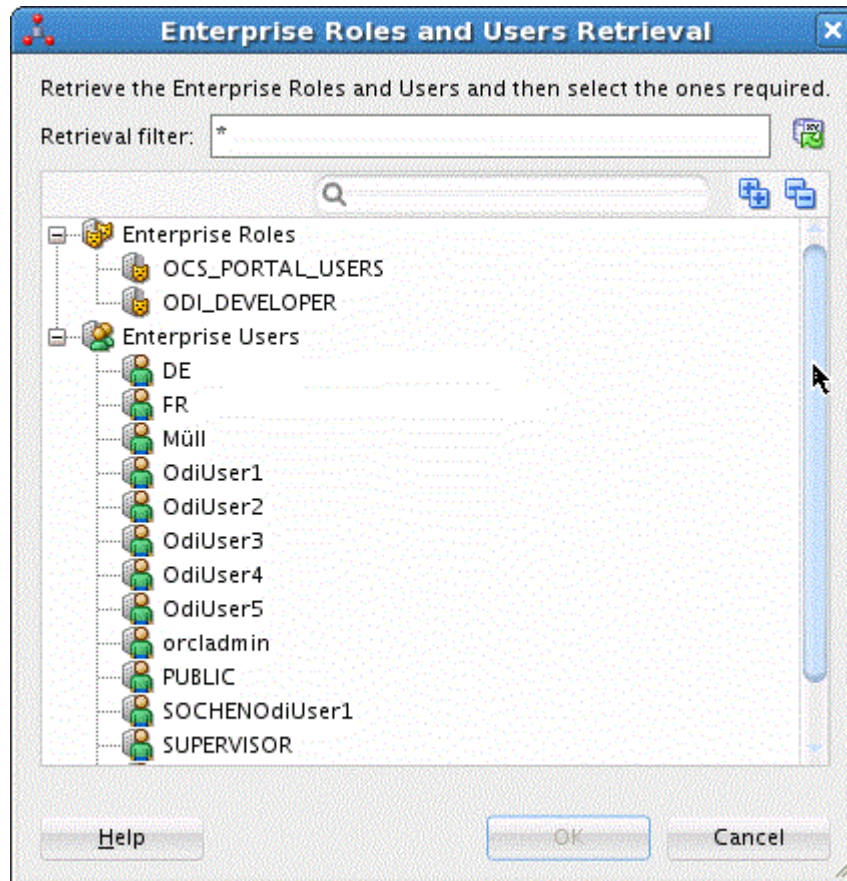 Enterprise Roles and Users Retrieval
Retrieve the Enterprise Roles and Users and then select the ones required.
Retrieval filter: *
Enterprise Roles
OCS_PORTAL_USERS
ODI_DEVELOPER
Enterprise Users
DE
FR
Müll
OdiUser1
OdiUser2
OdiUser3
OdiUser4
OdiUser5
orcladmin
PUBLIC
SOCHENOdiUser1
SUPERVISOR
Help OK Cancel